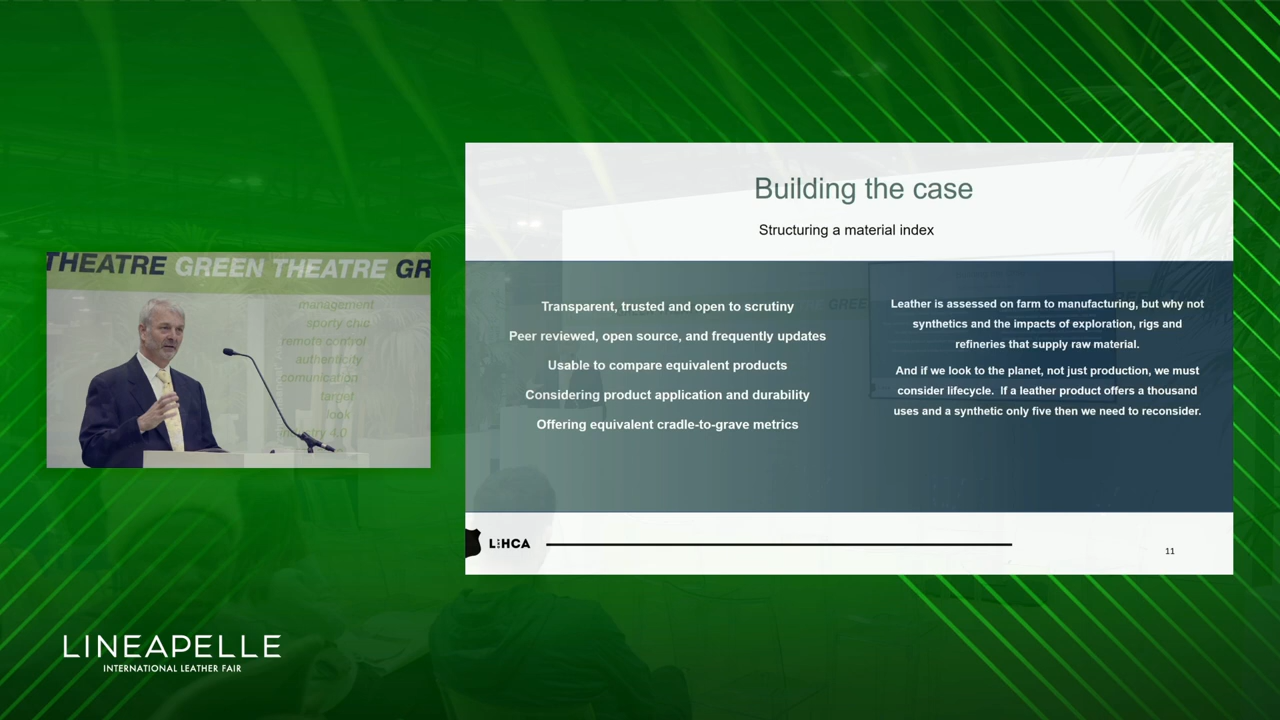 THEATRE GREEN THEATRE GR
management
sporty chic
remote control
authenticity
comunication
target
look
industry 4.0
Building the case
Structuring a material index
Transparent, trusted and open to scrutiny
Peer reviewed, open source, and frequently updates
Usable to compare equivalent products
Considering product application and durability
Offering equivalent cradle-to-grave metrics
Leather is assessed on farm to manufacturing, but why not
synthetics and the impacts of exploration, rigs and
refineries that supply raw material.
And if we look to the planet, not just production, we must
consider lifecycle. If a leather product offers a thousand
uses and a synthetic only five then we need to reconsider.
LHCA
11
LINEAPELLE
INTERNATIONAL LEATHER FAIR